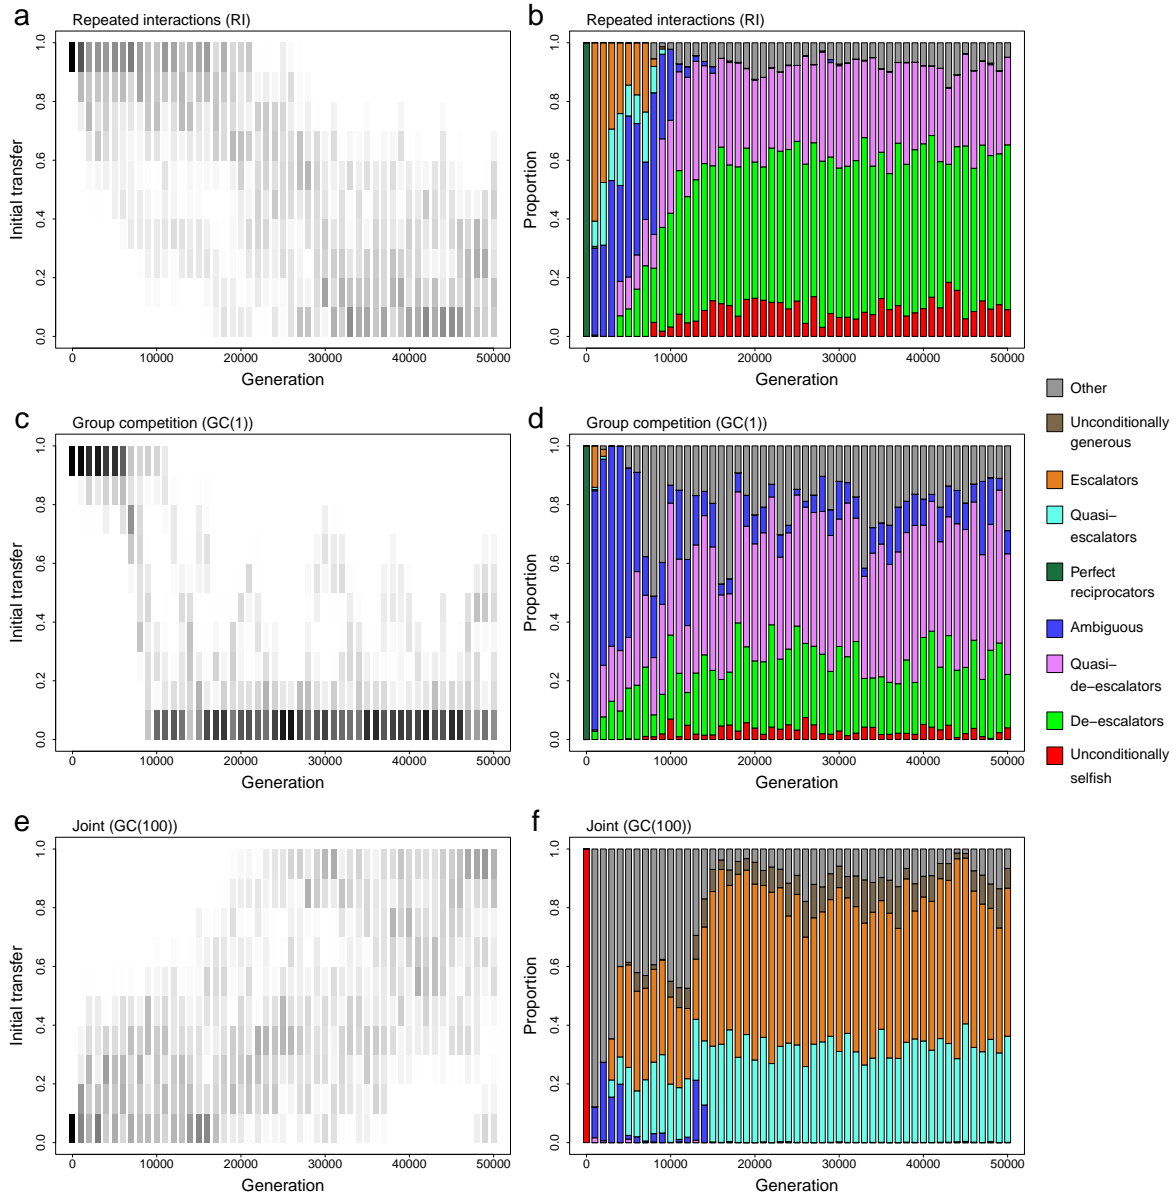 a
Repeated interactions (RI)
Initial transfer
0.0
0.2
0.4
0.6
0.8
1.0
0
10000
20000
30000
40000
50000
Generation
b
Repeated interactions (RI)
Proportion
0.0
0.2
0.4
0.6
0.8
1.0
0
10000
20000
30000
40000
50000
Generation
c
Group competition (GC(1))
Initial transfer
0.0
0.2
0.4
0.6
0.8
1.0
0
10000
20000
30000
40000
50000
Generation
d
Group competition (GC(1))
Proportion
0.0
0.2
0.4
0.6
0.8
1.0
0
10000
20000
30000
40000
50000
Generation
Other
Unconditionally
generous
Escalators
Quasi−
escalators
Perfect
reciprocators
Ambiguous
Quasi−
de−escalators
De−escalators
Unconditionally
selfish
e
Joint (GC(100))
Initial transfer
0.0
0.2
0.4
0.6
0.8
1.0
0
10000
20000
30000
40000
50000
Generation
f
Joint (GC(100))
Proportion
0.0
0.2
0.4
0.6
0.8
1.0
0
10000
20000
30000
40000
50000
Generation